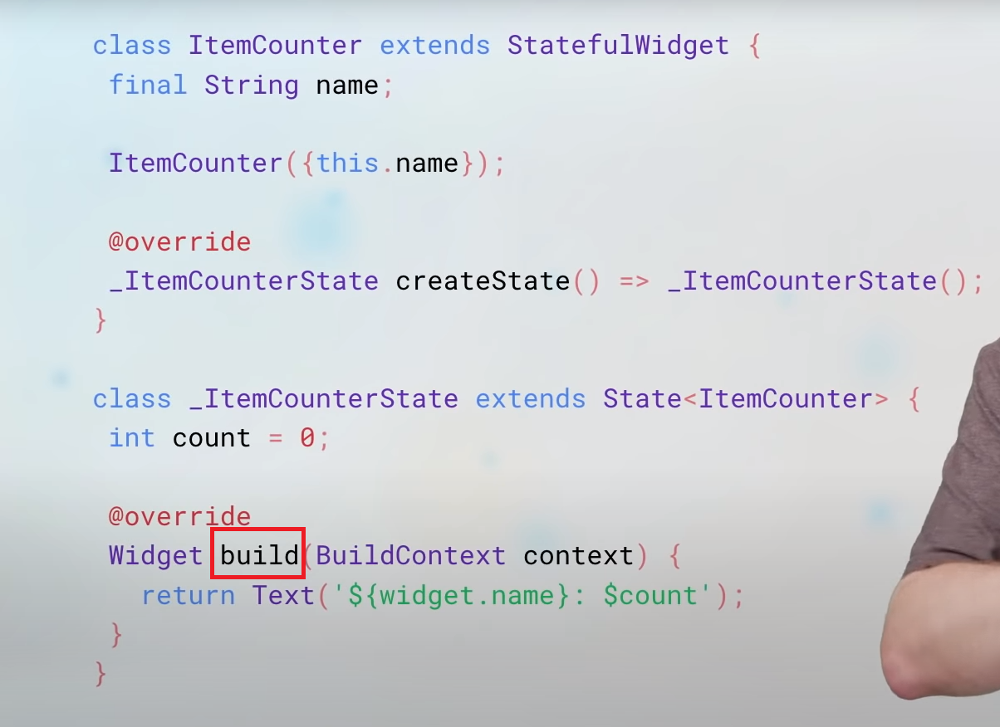 class ItemCounter extends StatefulWidget {
final String name;
ItemCounter({this.name});
@override
_ItemCounterState createState() => _ItemCounterState();
}
class _ItemCounterState extends State<ItemCounter> {
int count = 0;
@override
Widget build(BuildContext context) {
return Text('${widget.name}: $count');
}
}